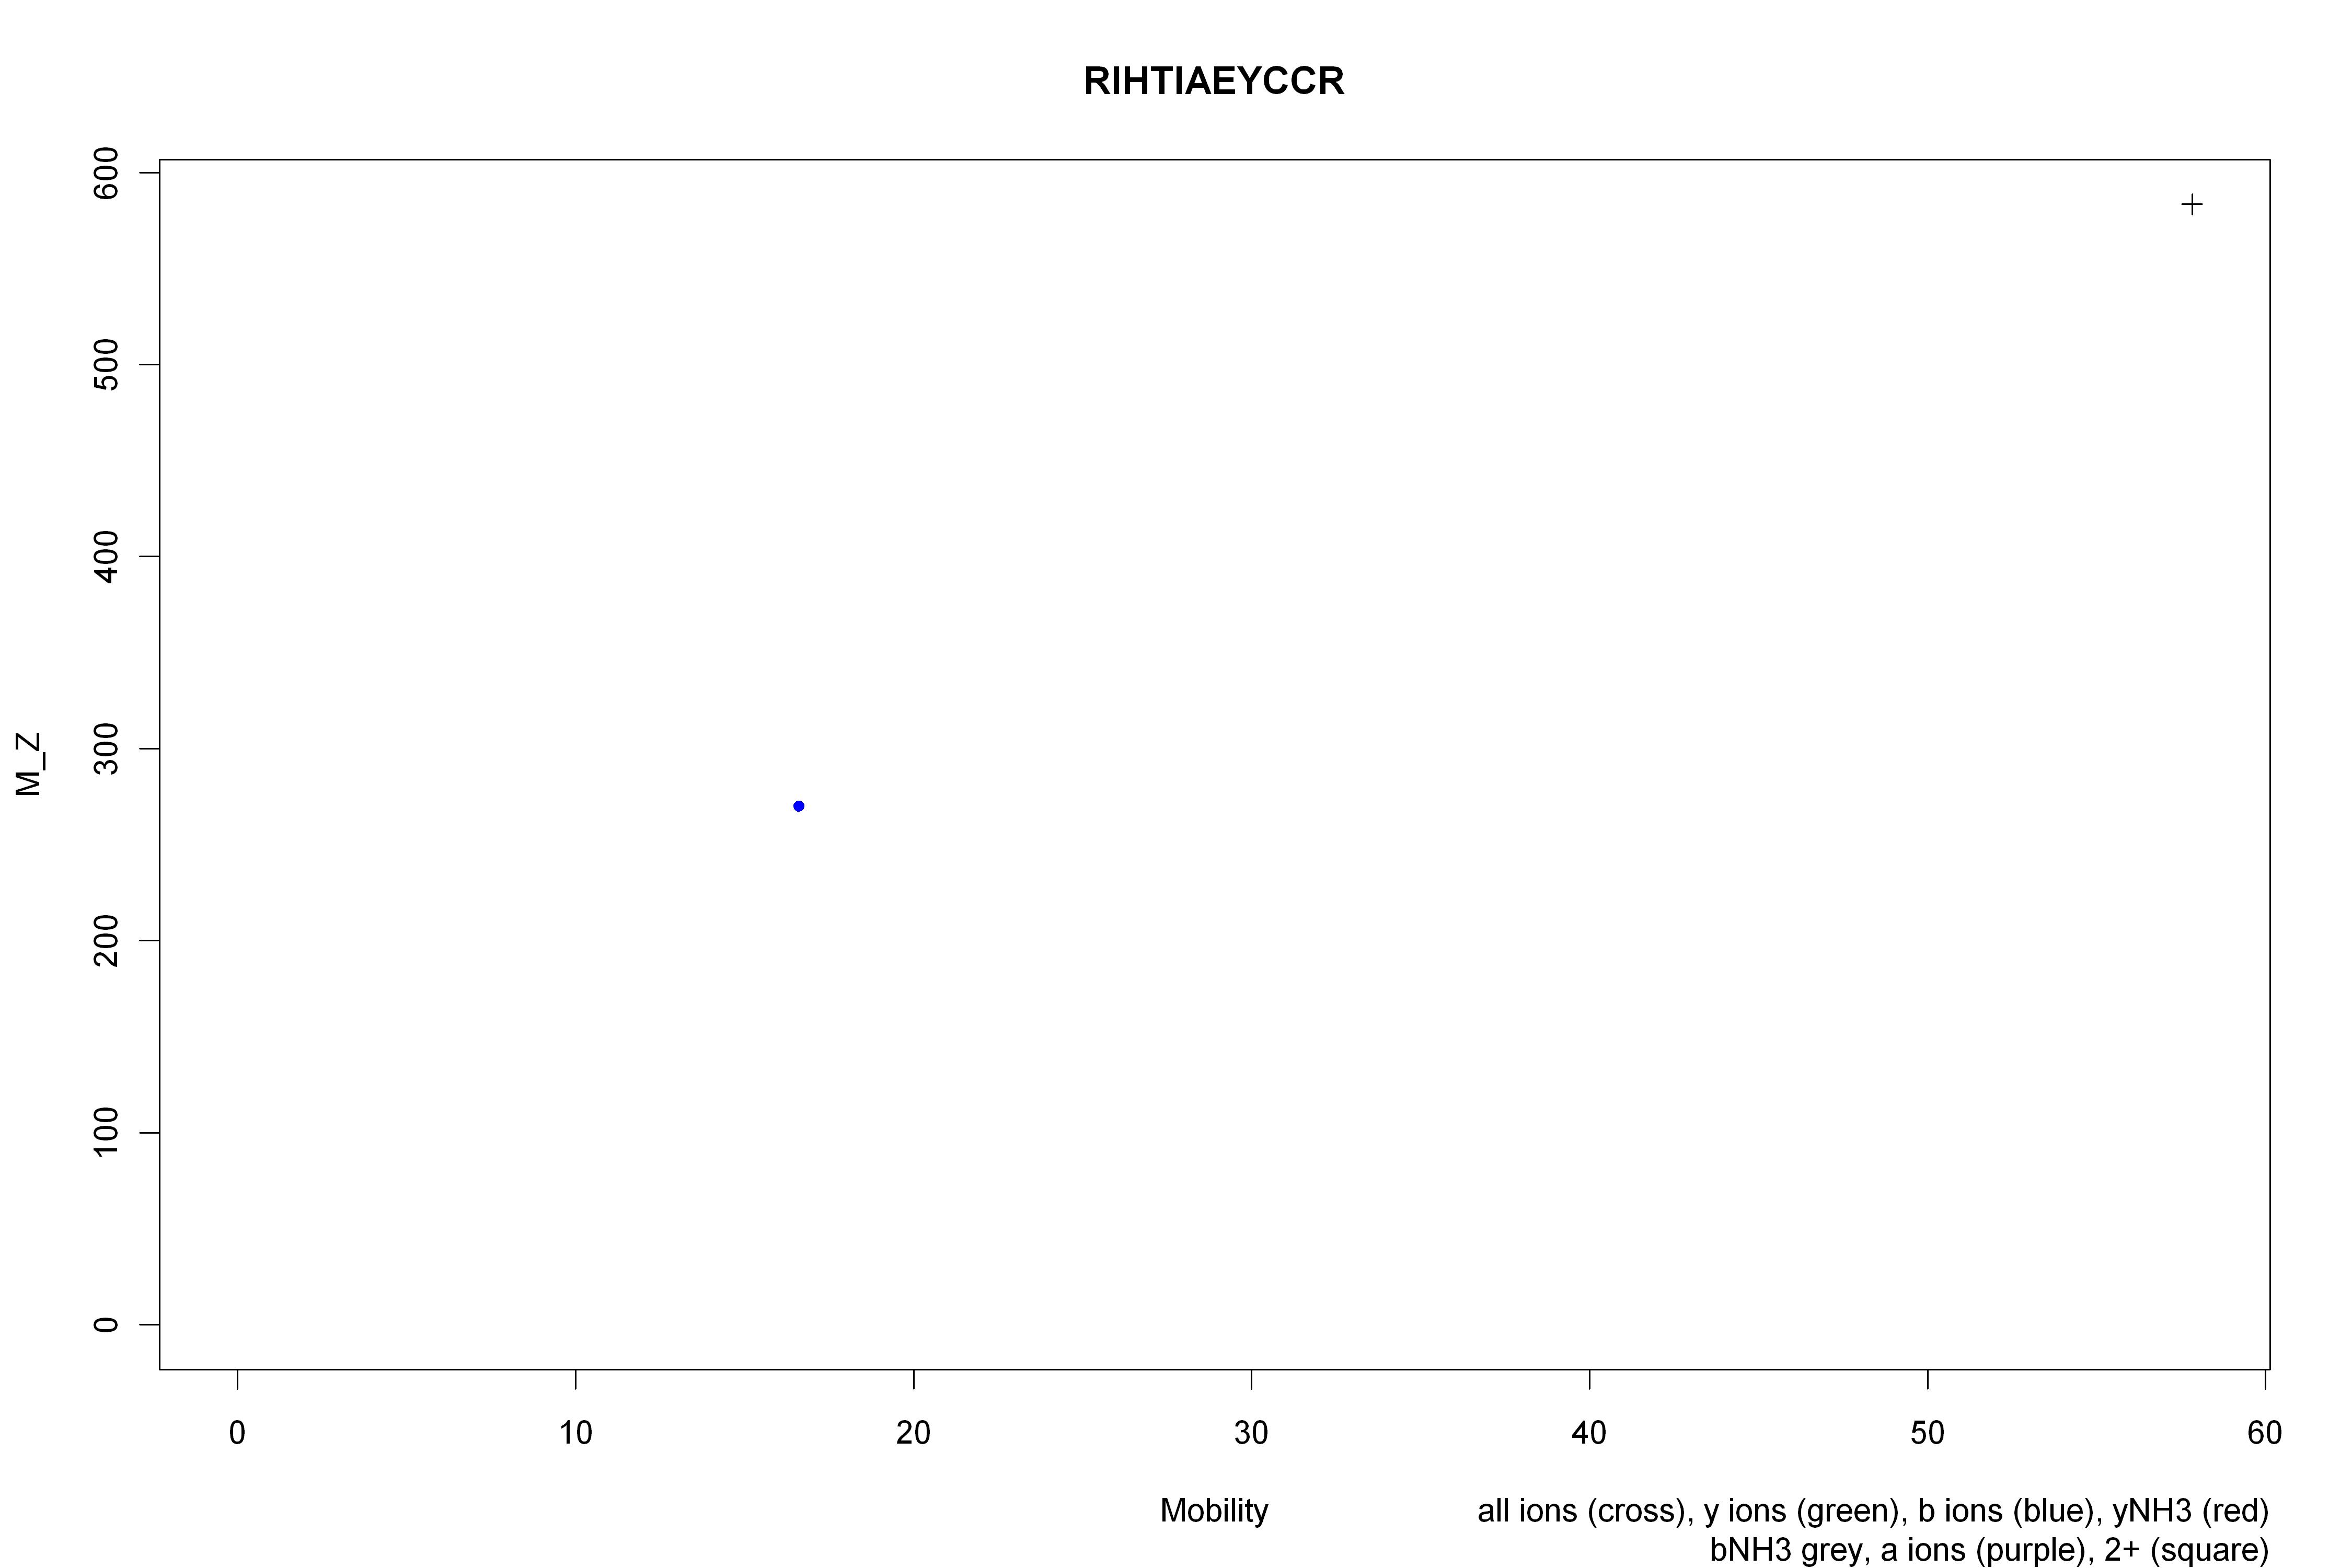 RIHTIAEYCCR
600
500
400
300
200
100
0
M_Z
0 10 20 30 40 50 60
Mobility
all ions (cross), y ions (green), b ions (blue), yNH3 (red)
bNH3 grey, a ions (purple), 2+ (square)